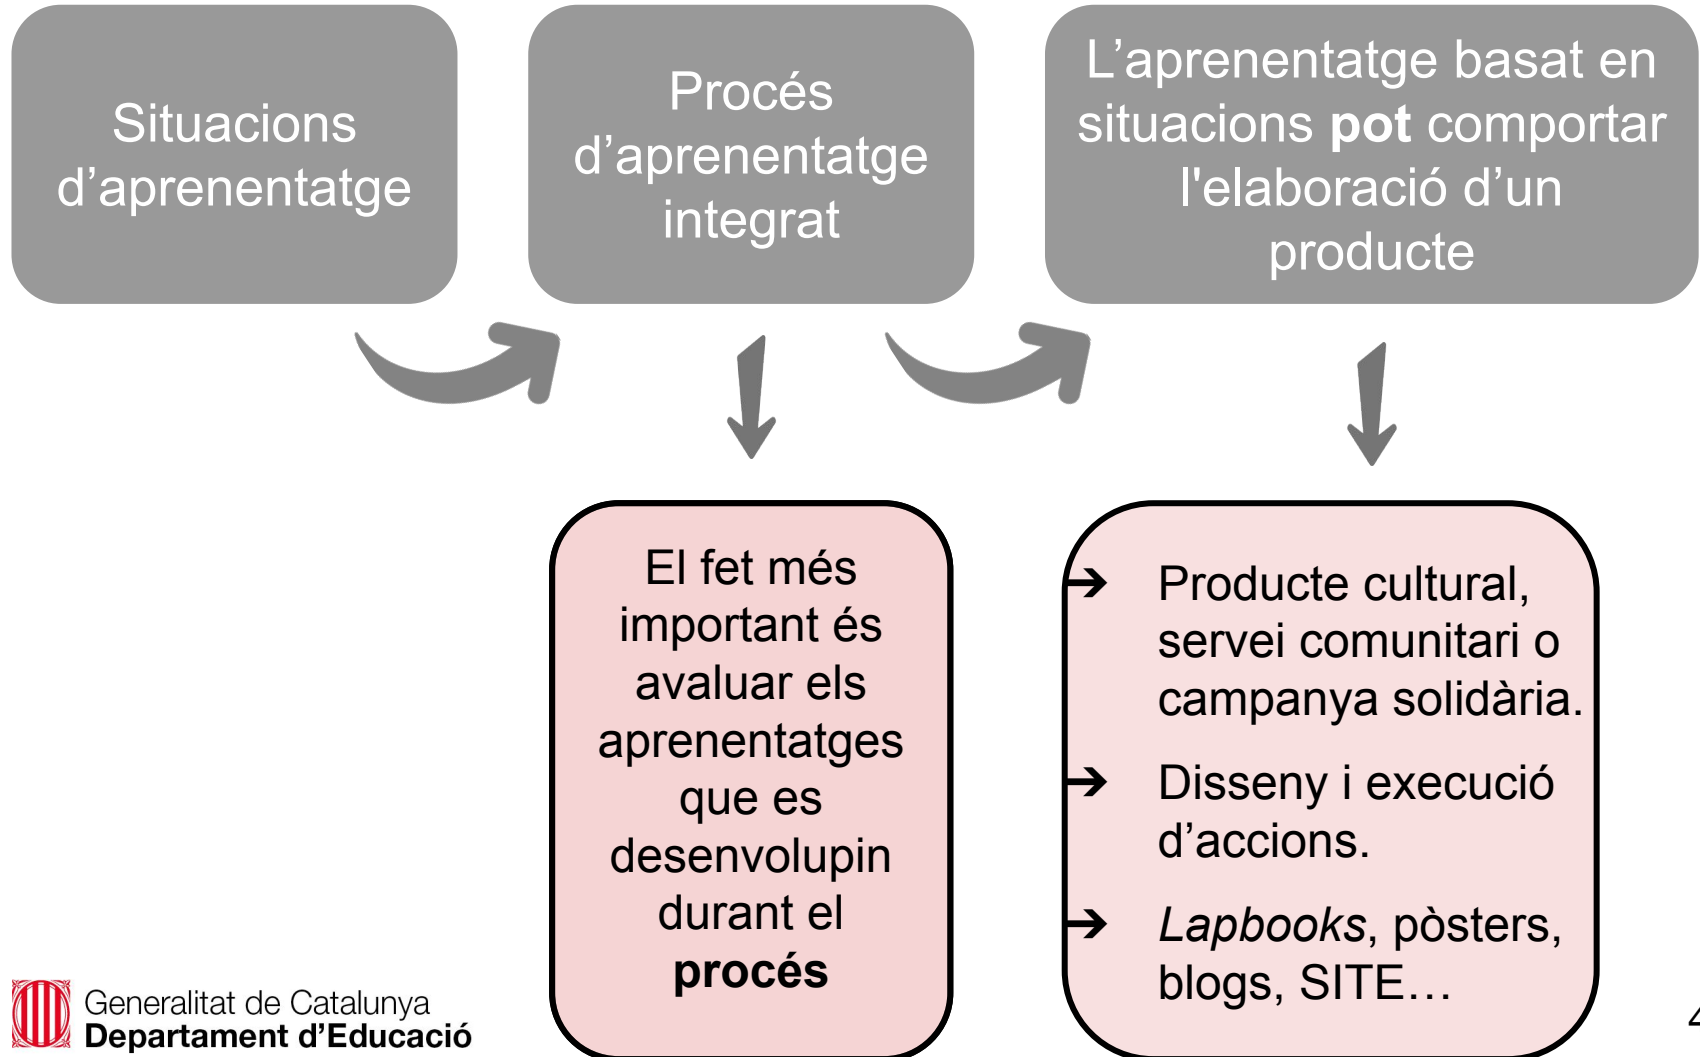 Situacions
d’aprenentatge
Procés
d’aprenentatge
integrat
L’aprenentatge basat en
situacions pot comportar
l'elaboració d’un
producte
El fet més
important és
avaluar els
aprenentatges
que es
desenvolupin
durant el
procés
➔ Producte cultural,
servei comunitari o
campanya solidària.
➔ Disseny i execució
d’accions.
➔ Lapbooks, pòsters,
blogs, SITE…
Generalitat de Catalunya
Departament d’Educació
4